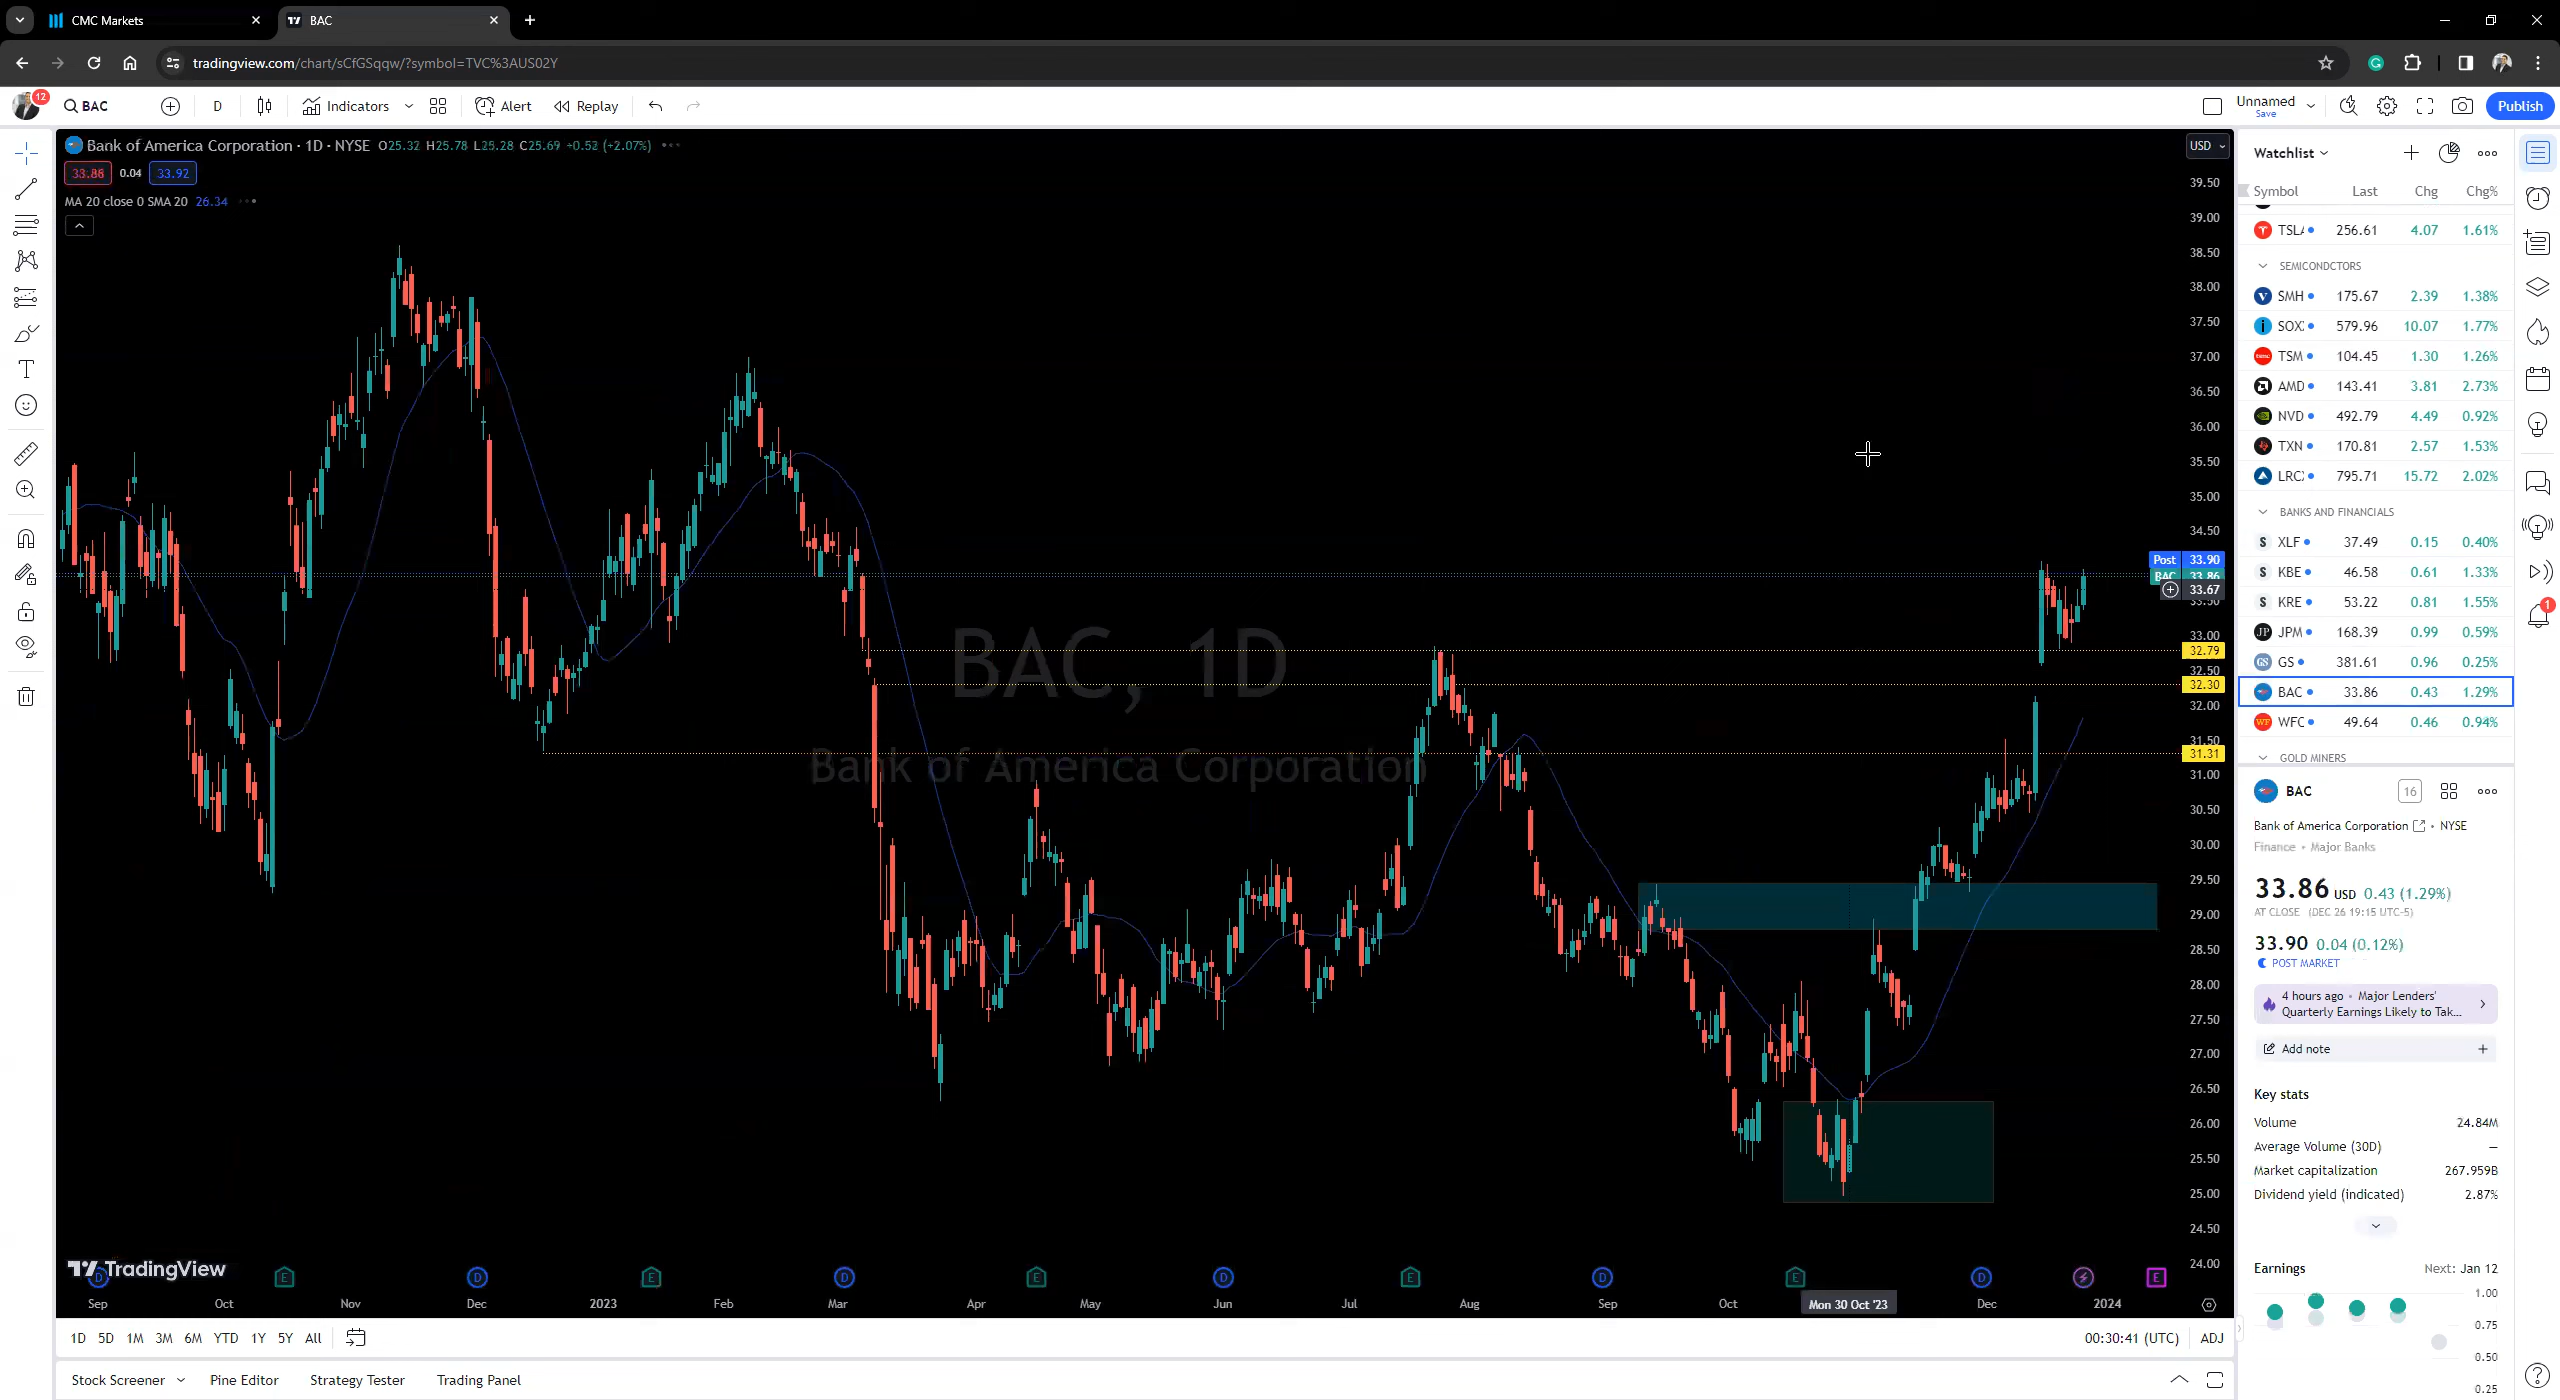 CMC Markets
BAC
tradingview.com/chart/sCfGSqqw/?symbol=TVC%3AUS02Y
12
BAC
D
Indicators
Alert
Replay
Unnamed
Save
Publish
Bank of America Corporation · 1D · NYSE O25.32 H25.78 L25.28 C25.69 +0.52 (+2.07%)
33.86 0.04 33.92
MA 20 close 0 SMA 20 26.34
BAC, 1D
Bank of America Corporation
USD
39.50
39.00
38.50
38.00
37.50
37.00
36.50
36.00
35.50
35.00
34.50
Post 33.90
BAC 33.86
33.67
33.50
33.00
32.79
32.50
32.30
32.00
31.50
31.31
31.00
30.50
30.00
29.50
29.00
28.50
28.00
27.50
27.00
26.50
26.00
25.50
25.00
24.50
24.00
TradingView
D E D E D E D E D E D E
Sep Oct Nov Dec 2023 Feb Mar Apr May Jun Jul Aug Sep Oct Mon 30 Oct '23 Dec 2024
1D 5D 1M 3M 6M YTD 1Y 5Y All
00:30:41 (UTC) ADJ
Stock Screener Pine Editor Strategy Tester Trading Panel
Watchlist
Symbol Last Chg Chg%
TSLA 256.61 4.07 1.61%
SEMICONDCTORS
SMH 175.67 2.39 1.38%
SOX 579.96 10.07 1.77%
TSM 104.45 1.30 1.26%
AMD 143.41 3.81 2.73%
NVD 492.79 4.49 0.92%
TXN 170.81 2.57 1.53%
LRC 795.71 15.72 2.02%
BANKS AND FINANCIALS
XLF 37.49 0.15 0.40%
KBE 46.58 0.61 1.33%
KRE 53.22 0.81 1.55%
JPM 168.39 0.99 0.59%
GS 381.61 0.96 0.25%
BAC 33.86 0.43 1.29%
WFC 49.64 0.46 0.94%
GOLD MINERS
BAC
16
Bank of America Corporation • NYSE
Finance • Major Banks
33.86 USD 0.43 (1.29%)
AT CLOSE (DEC 26 19:15 UTC-5)
33.90 0.04 (0.12%)
POST MARKET
4 hours ago • Major Lenders'
Quarterly Earnings Likely to Tak...
Add note
Key stats
Volume 24.84M
Average Volume (30D) —
Market capitalization 267.959B
Dividend yield (indicated) 2.87%
Earnings Next: Jan 12
1.00
0.75
0.50
0.25
1